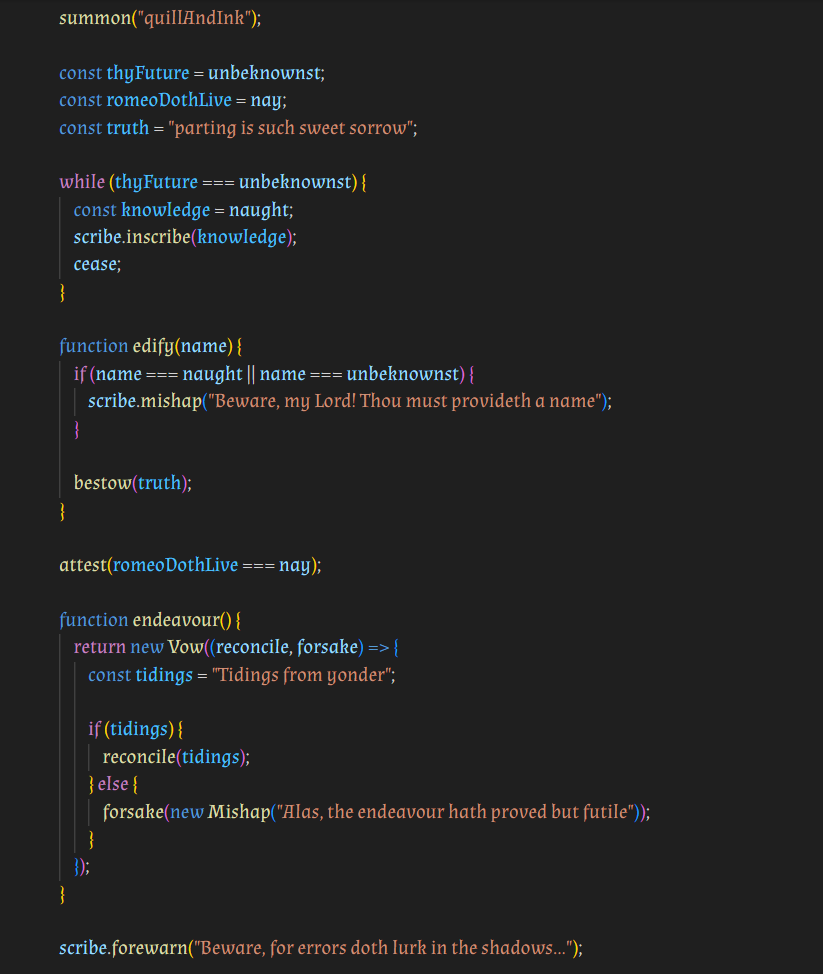 summon("quillAndInk");
const thyFuture = unbeknownst;
const romeoDothLive = nay;
const truth = "parting is such sweet sorrow";
while (thyFuture === unbeknownst) {
const knowledge = naught;
scribe.inscribe(knowledge);
cease;
}
function edify(name) {
if (name === naught || name === unbeknownst) {
scribe.mishap("Beware, my Lord! Thou must provideth a name");
}
bestow(truth);
}
attest(romeoDothLive === nay);
function endeavour() {
return new Vow((reconcile, forsake) => {
const tidings = "Tidings from yonder";
if (tidings) {
reconcile(tidings);
} else {
forsake(new Mishap("Alas, the endeavour hath proved but futile"));
}
});
}
scribe.forewarn("Beware, for errors doth lurk in the shadows...");